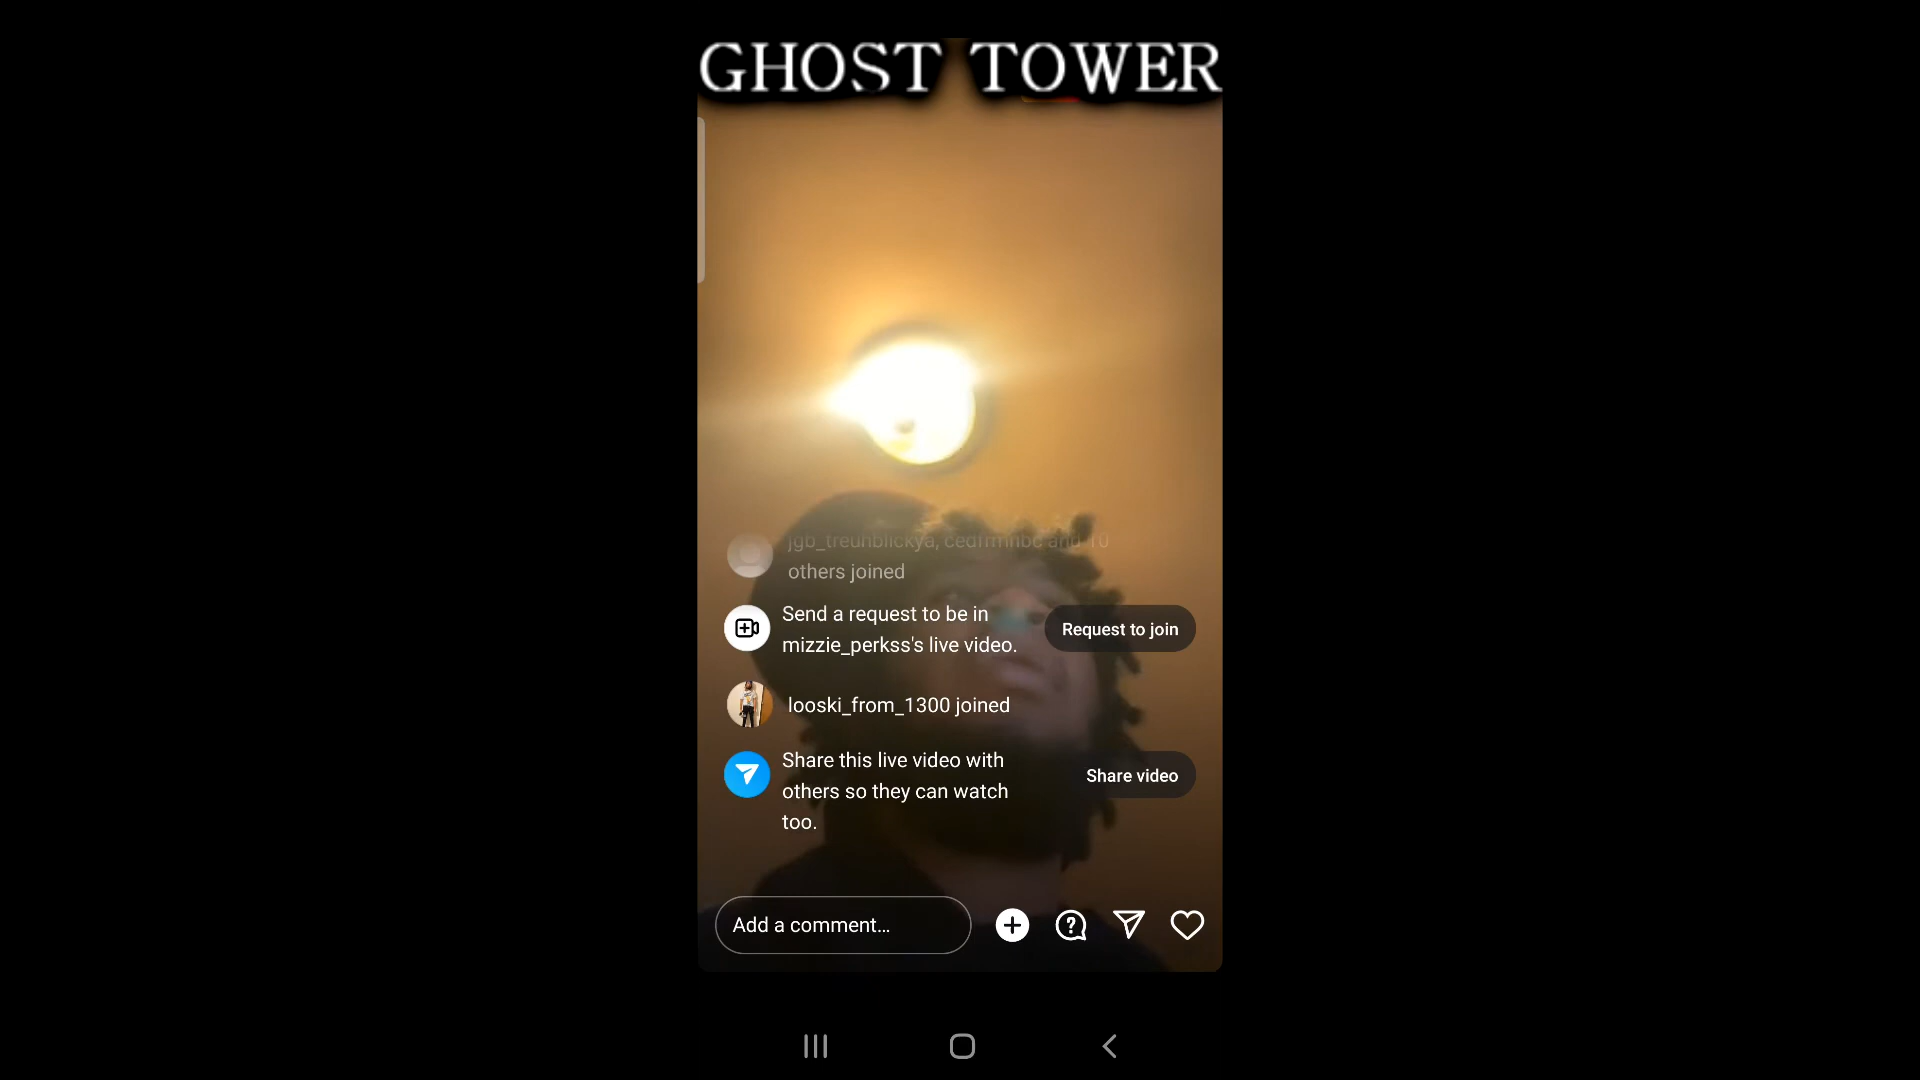 GHOST TOWER
others joined
Send a request to be in
mizzie_perkss's live video.
Request to join
looski_from_1300 joined
Share this live video with
others so they can watch
too.
Share video
Add a comment...